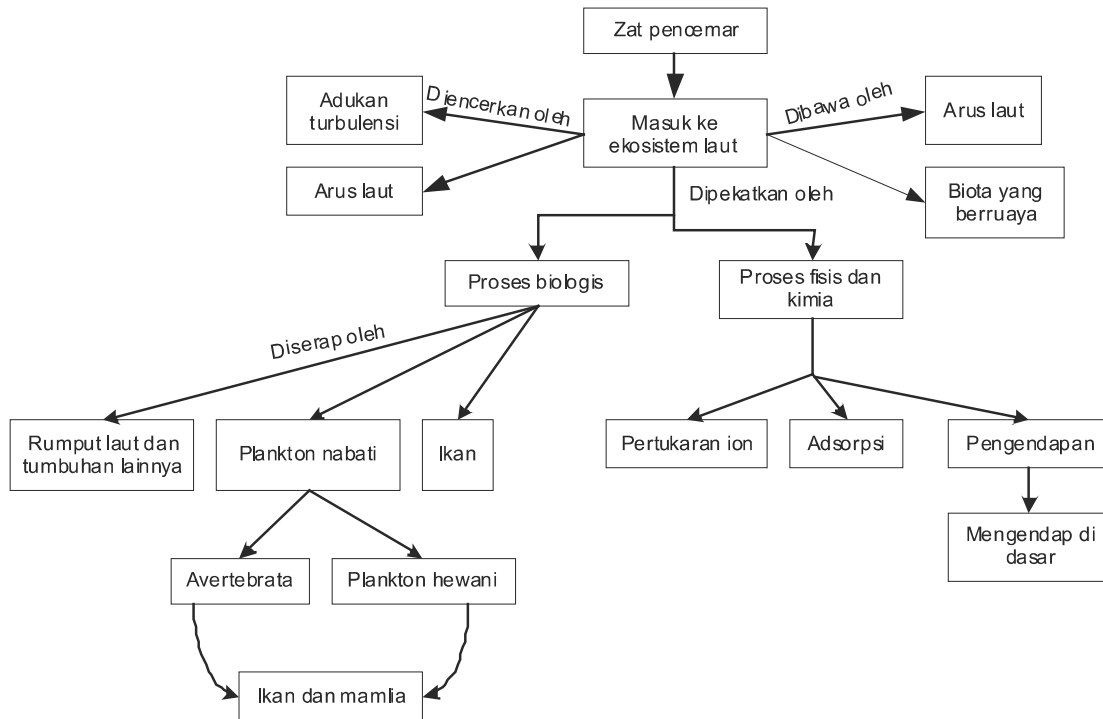 Zat pencemar
Adukan
turbulensi
Diencerkan oleh
Masuk ke
ekosistem laut
Dibawa oleh
Arus laut
Arus laut
Biota yang
berruaya
Dipekatkan oleh
Proses biologis
Proses fisis dan
kimia
Diserap oleh
Rumput laut dan
tumbuhan lainnya
Plankton nabati
Ikan
Pertukaran ion
Adsorpsi
Pengendapan
Mengendap di
dasar
Avertebrata
Plankton hewani
Ikan dan mamlia